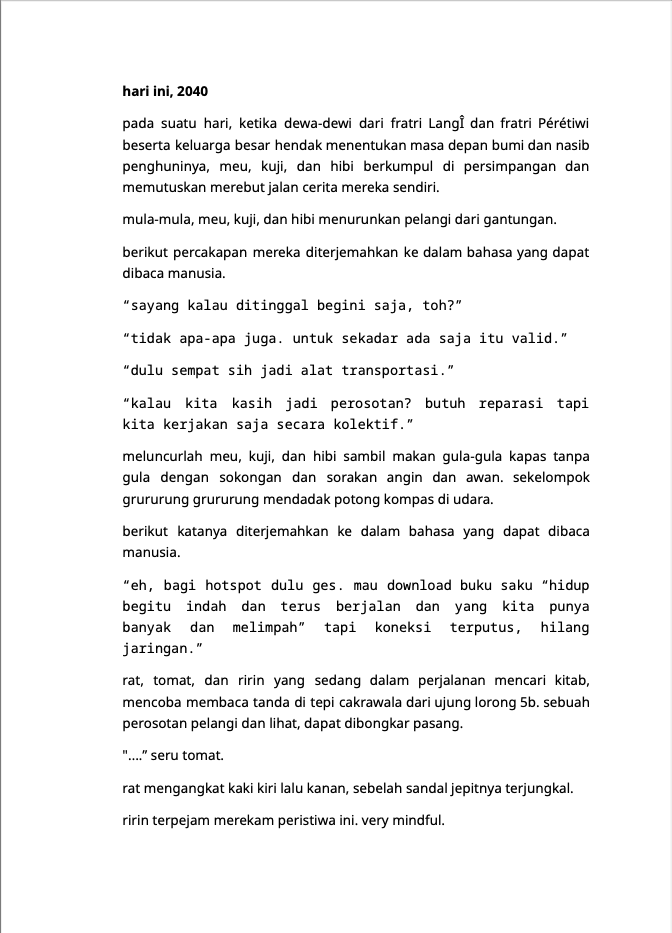 hari ini, 2040
pada suatu hari, ketika dewa-dewi dari fratri LangÎ dan fratri Pérétiwi
beserta keluarga besar hendak menentukan masa depan bumi dan nasib
penghuninya, meu, kuji, dan hibi berkumpul di persimpangan dan
memutuskan merebut jalan cerita mereka sendiri.
mula-mula, meu, kuji, dan hibi menurunkan pelangi dari gantungan.
berikut percakapan mereka diterjemahkan ke dalam bahasa yang dapat
dibaca manusia.
“sayang kalau ditinggal begini saja, toh?”
“tidak apa-apa juga. untuk sekadar ada saja itu valid.”
“dulu sempat sih jadi alat transportasi.”
“kalau kita kasih jadi perosotan? butuh reparasi tapi
kita kerjakan saja secara kolektif.”
meluncurlah meu, kuji, dan hibi sambil makan gula-gula kapas tanpa
gula dengan sokongan dan sorakan angin dan awan. sekelompok
grururung grururung mendadak potong kompas di udara.
berikut katanya diterjemahkan ke dalam bahasa yang dapat dibaca
manusia.
“eh, bagi hotspot dulu ges. mau download buku saku “hidup
begitu indah dan terus berjalan dan yang kita punya
banyak dan melimpah” tapi koneksi terputus, hilang
jaringan.”
rat, tomat, dan ririn yang sedang dalam perjalanan mencari kitab,
mencoba membaca tanda di tepi cakrawala dari ujung lorong 5b. sebuah
perosotan pelangi dan lihat, dapat dibongkar pasang.
"....” seru tomat.
rat mengangkat kaki kiri lalu kanan, sebelah sandal jepitnya terjungkal.
ririn terpejam merekam peristiwa ini. very mindful.